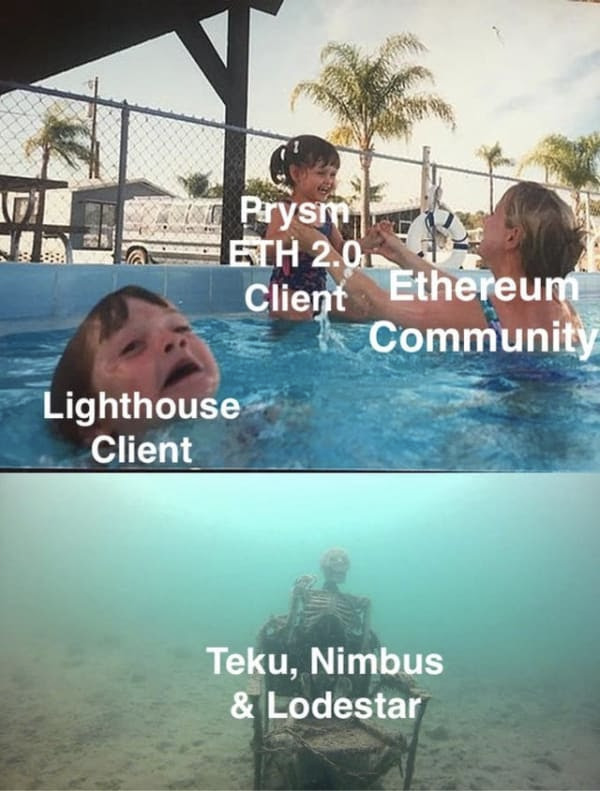 Prysm
ETH 2.0
Client
Ethereum
Community
Lighthouse
Client
Teku, Nimbus
& Lodestar